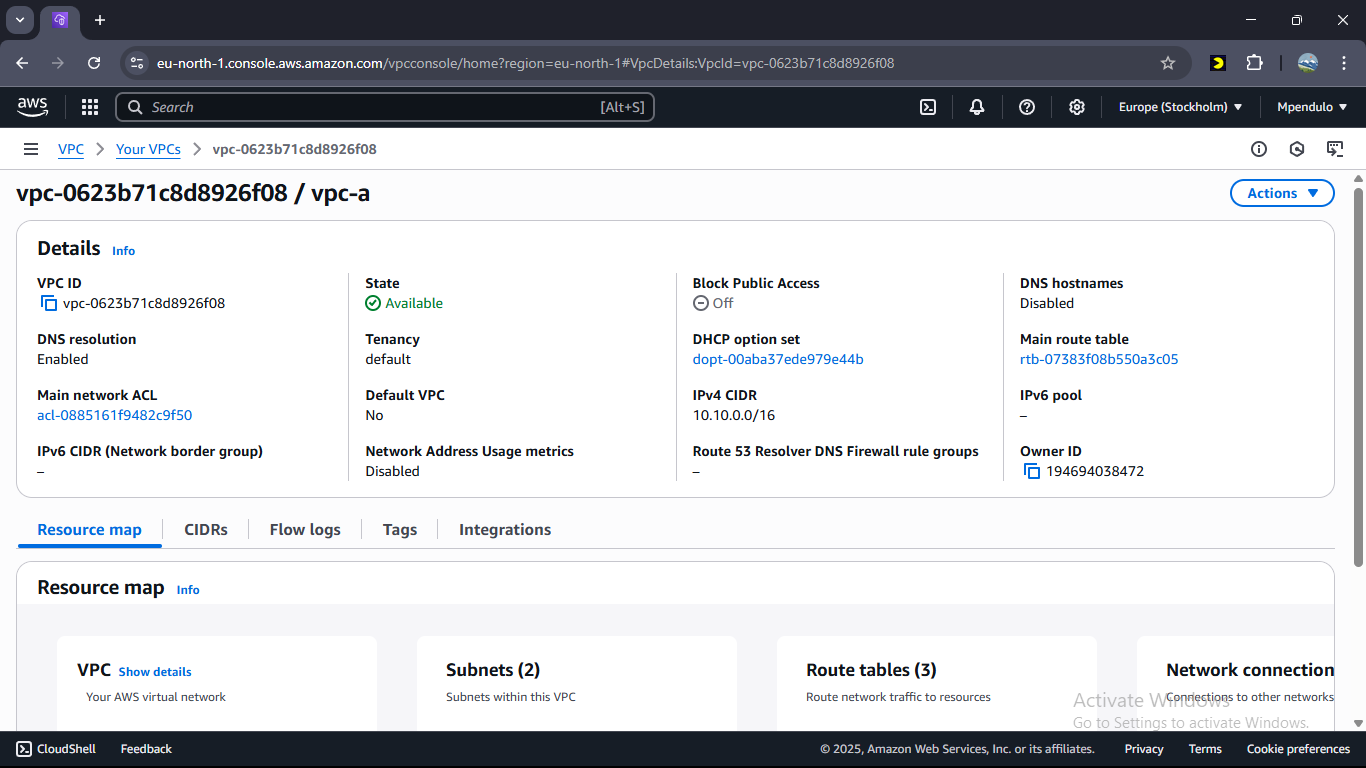 eu-north-1.console.aws.amazon.com/vpcconsole/home?region=eu-north-1#VpcDetails:VpcId=vpc-0623b71c8d8926f08
aws Search [Alt+S] Europe (Stockholm) Mpendulo
VPC Your VPCs vpc-0623b71c8d8926f08
vpc-0623b71c8d8926f08 / vpc-a Actions
Details Info
VPC ID State Block Public Access DNS hostnames
vpc-0623b71c8d8926f08 Available Off Disabled
DNS resolution Tenancy DHCP option set Main route table
Enabled default dopt-00aba37ede979e44b rtb-07383f08b550a3c05
Main network ACL Default VPC IPv4 CIDR IPv6 pool
acl-0885161f9482c9f50 No 10.10.0.0/16 –
IPv6 CIDR (Network border group) Network Address Usage metrics Route 53 Resolver DNS Firewall rule groups Owner ID
– Disabled – 194694038472
Resource map CIDRs Flow logs Tags Integrations
Resource map Info
VPC Show details Subnets (2) Route tables (3) Network connection
Your AWS virtual network Subnets within this VPC Route network traffic to resources Connections to other networks
Activate Windows
Go to Settings to activate Windows.
CloudShell Feedback © 2025, Amazon Web Services, Inc. or its affiliates. Privacy Terms Cookie preferences